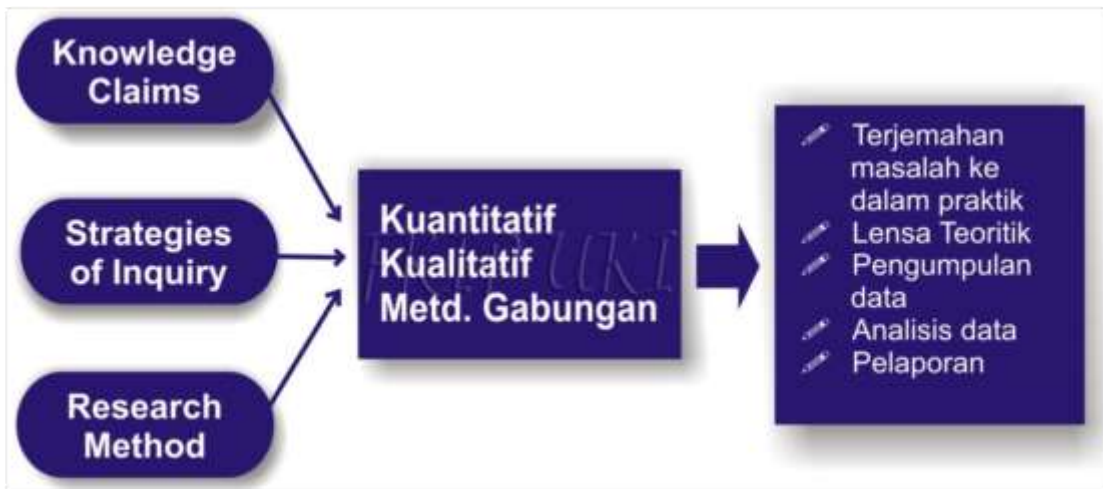 Knowledge
Claims
Strategies
of Inquiry
Research
Method
Kuantitatif
Kualitatif
Metd. Gabungan
Terjemahan
masalah ke
dalam praktik
Lensa Teoritik
Pengumpulan
data
Analisis data
Pelaporan